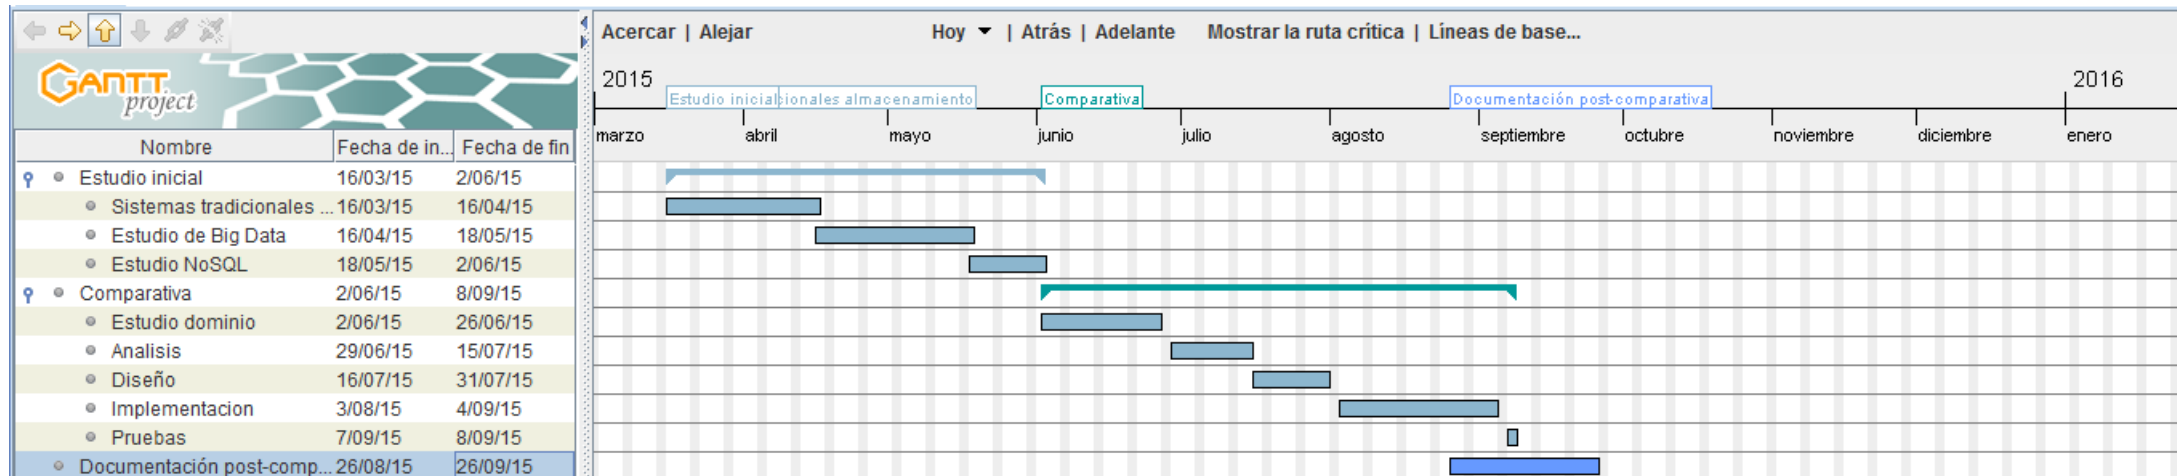 Acercar | Alejar Hoy | Atrás | Adelante Mostrar la ruta crítica | Líneas de base...
GANTT project
2015 2016
Estudio inicial cionales almacenamiento Comparativa Documentación post-comparativa
marzo abril mayo junio julio agosto septiembre octubre noviembre diciembre enero
Nombre Fecha de in... Fecha de fin
Estudio inicial 16/03/15 2/06/15
Sistemas tradicionales ... 16/03/15 16/04/15
Estudio de Big Data 16/04/15 18/05/15
Estudio NoSQL 18/05/15 2/06/15
Comparativa 2/06/15 8/09/15
Estudio dominio 2/06/15 26/06/15
Analisis 29/06/15 15/07/15
Diseño 16/07/15 31/07/15
Implementacion 3/08/15 4/09/15
Pruebas 7/09/15 8/09/15
Documentación post-comp... 26/08/15 26/09/15